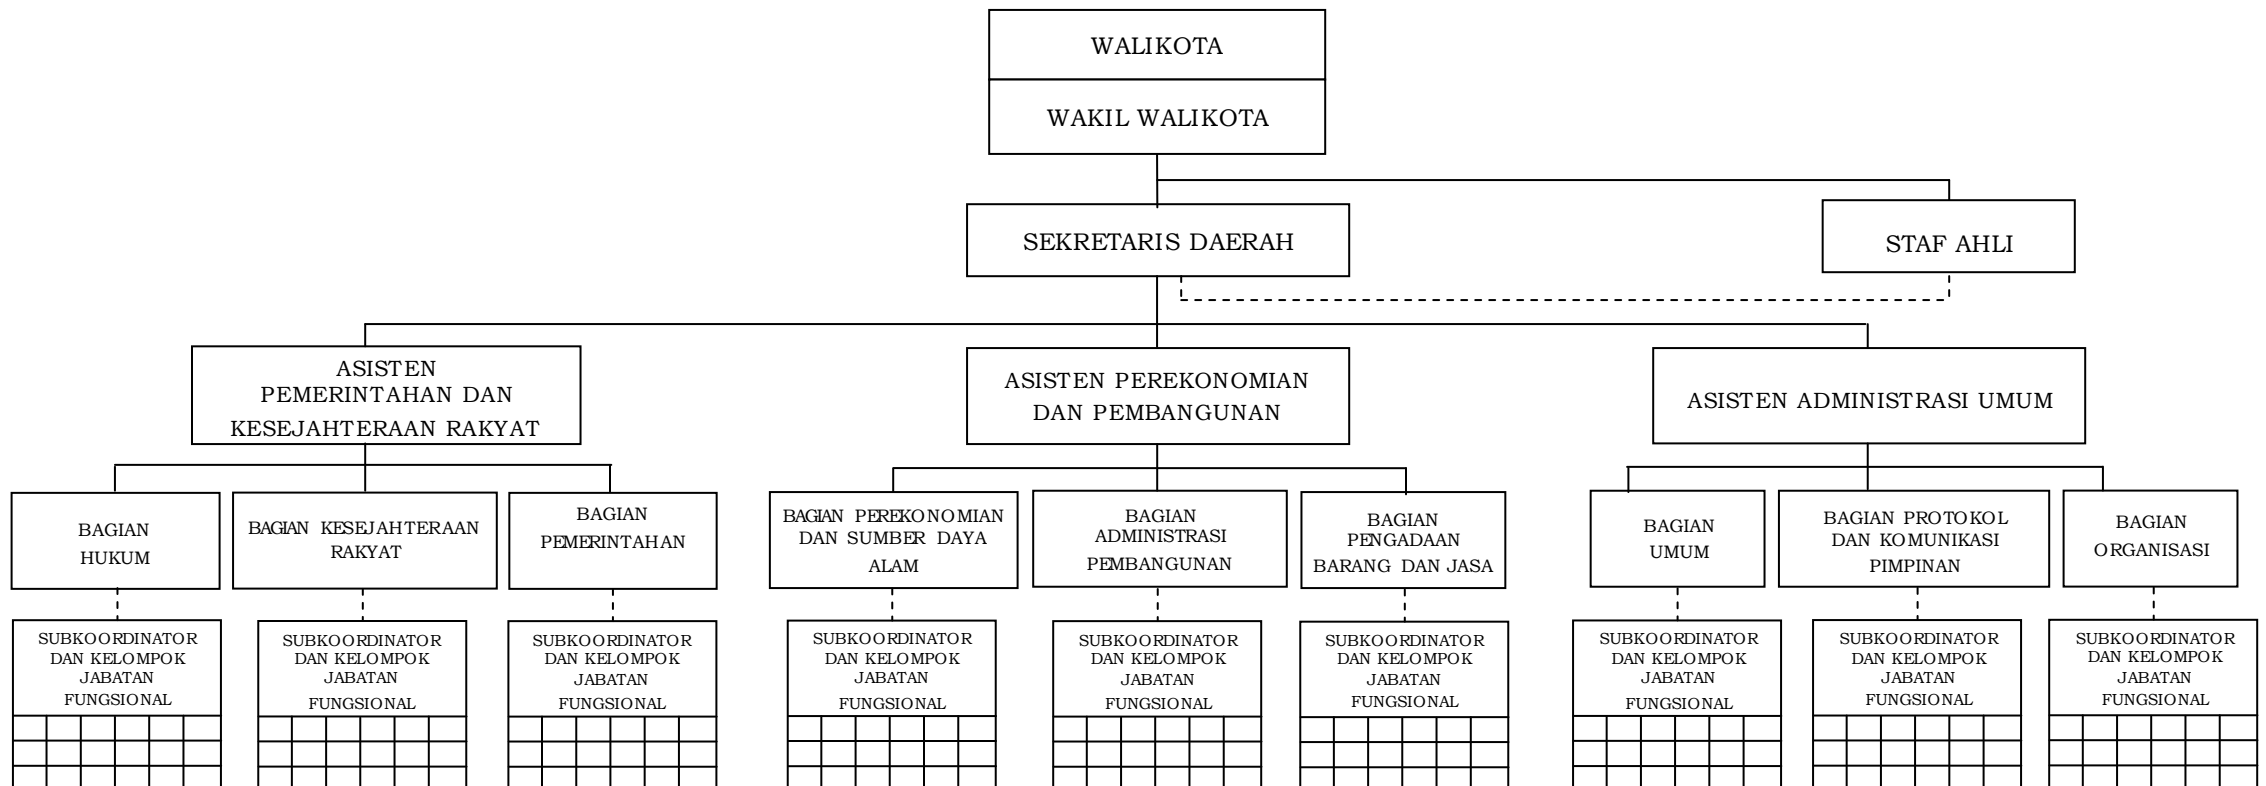 WALIKOTA
WAKIL WALIKOTA
SEKRETARIS DAERAH
STAF AHLI
ASISTEN
PEMERINTAHAN DAN
KESEJAHTERAAN RAKYAT
ASISTEN PEREKONOMIAN
DAN PEMBANGUNAN
ASISTEN ADMINISTRASI UMUM
BAGIAN
HUKUM
BAGIAN KESEJAHTERAAN
RAKYAT
BAGIAN
PEMERINTAHAN
BAGIAN PEREKONOMIAN
DAN SUMBER DAYA
ALAM
BAGIAN
ADMINISTRASI
PEMBANGUNAN
BAGIAN
PENGADAAN
BARANG DAN JASA
BAGIAN
UMUM
BAGIAN PROTOKOL
DAN KOMUNIKASI
PIMPINAN
BAGIAN
ORGANISASI
SUBKOORDINATOR
DAN KELOMPOK
JABATAN
FUNGSIONAL
SUBKOORDINATOR
DAN KELOMPOK
JABATAN
FUNGSIONAL
SUBKOORDINATOR
DAN KELOMPOK
JABATAN
FUNGSIONAL
SUBKOORDINATOR
DAN KELOMPOK
JABATAN
FUNGSIONAL
SUBKOORDINATOR
DAN KELOMPOK
JABATAN
FUNGSIONAL
SUBKOORDINATOR
DAN KELOMPOK
JABATAN
FUNGSIONAL
SUBKOORDINATOR
DAN KELOMPOK
JABATAN
FUNGSIONAL
SUBKOORDINATOR
DAN KELOMPOK
JABATAN
FUNGSIONAL
SUBKOORDINATOR
DAN KELOMPOK
JABATAN
FUNGSIONAL